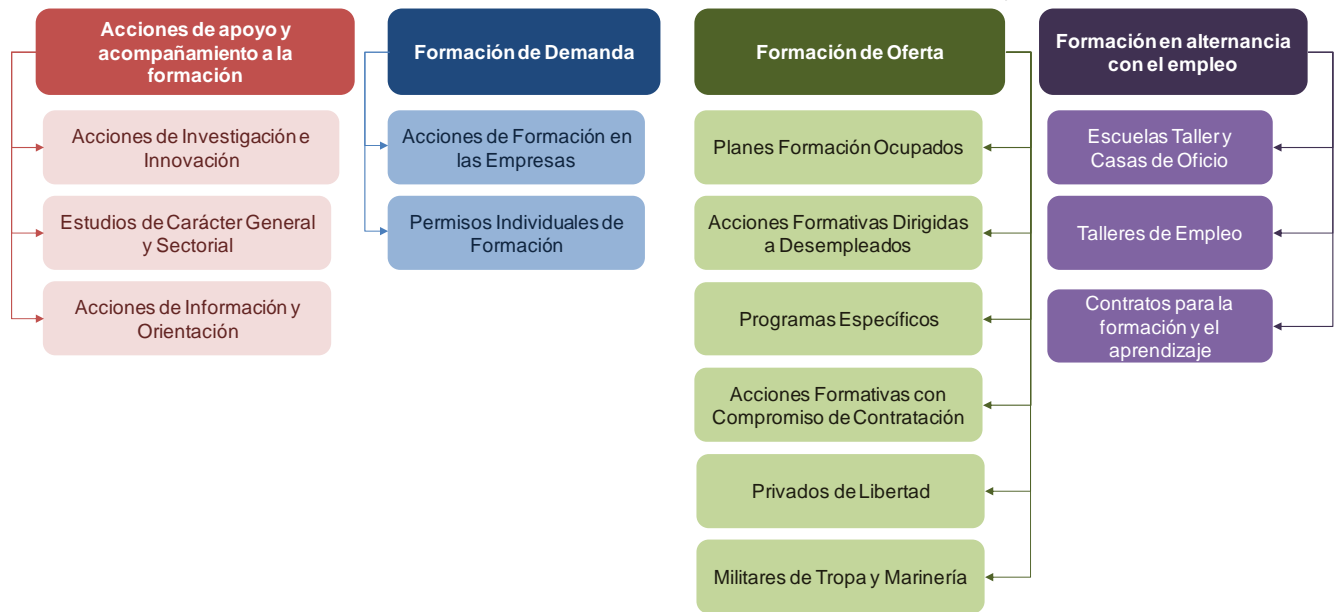 Acciones de apoyo y
acompañamiento a la
formación
Acciones de Investigación e
Innovación
Estudios de Carácter General
y Sectorial
Acciones de Información y
Orientación
Formación de Demanda
Acciones de Formación en
las Empresas
Permisos Individuales de
Formación
Formación de Oferta
Planes Formación Ocupados
Acciones Formativas Dirigidas
a Desempleados
Programas Específicos
Acciones Formativas con
Compromiso de Contratación
Privados de Libertad
Militares de Tropa y Marinería
Formación en alternancia
con el empleo
Escuelas Taller y
Casas de Oficio
Talleres de Empleo
Contratos para la
formación y el
aprendizaje